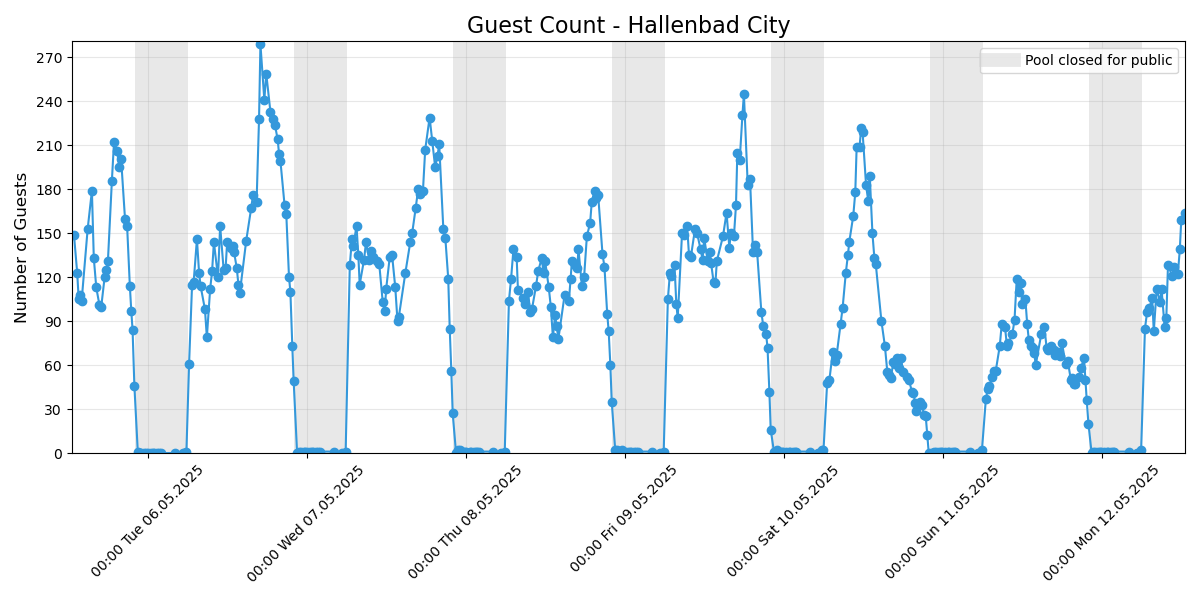 Guest Count - Hallenbad City
Pool closed for public
Number of Guests
270
240
210
180
150
120
90
60
30
0
00:00 Tue 06.05.2025
00:00 Wed 07.05.2025
00:00 Thu 08.05.2025
00:00 Fri 09.05.2025
00:00 Sat 10.05.2025
00:00 Sun 11.05.2025
00:00 Mon 12.05.2025